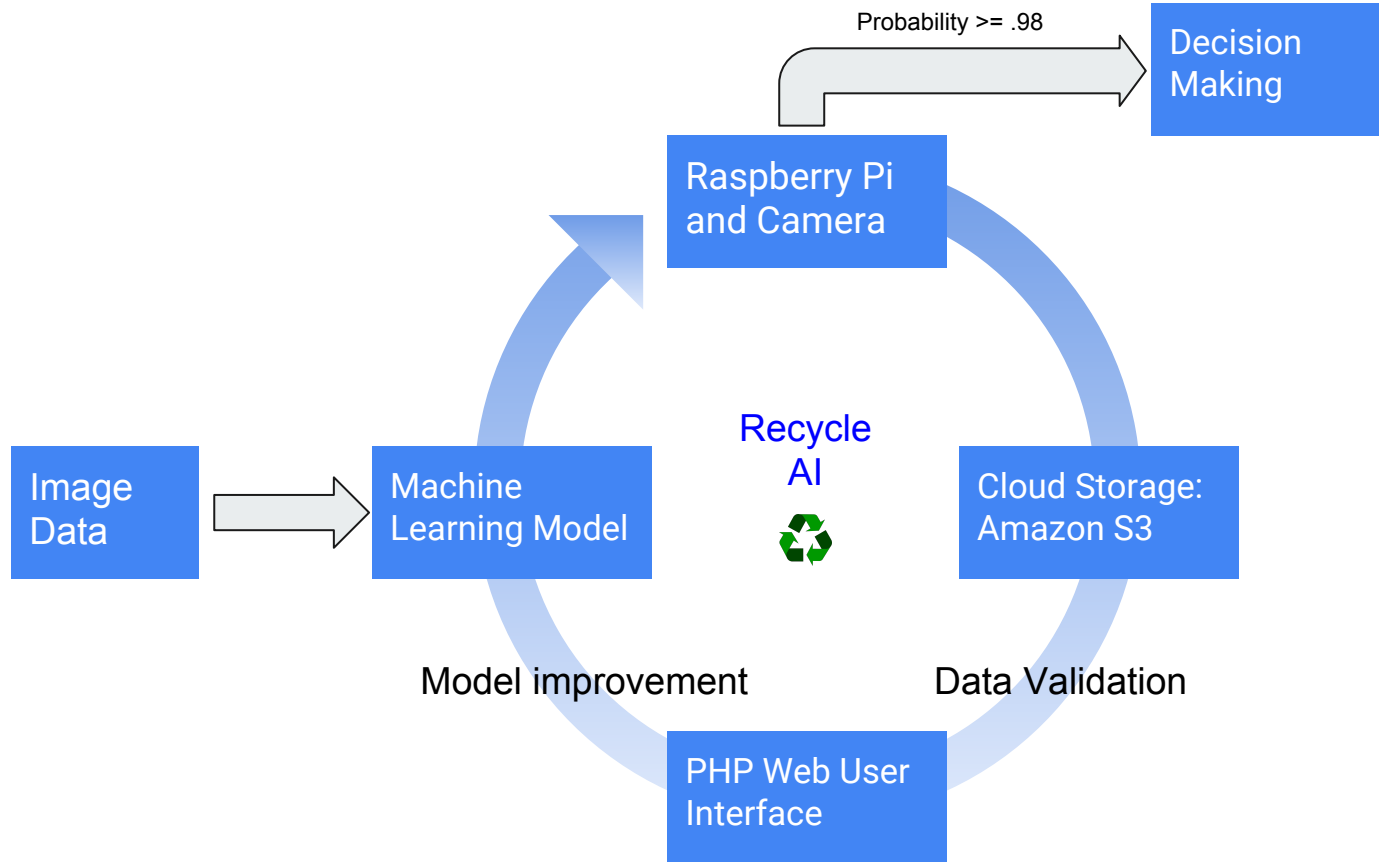 Probability >= .98
Decision
Making
Raspberry Pi
and Camera
Recycle
AI
Image
Data
Machine
Learning Model
Cloud Storage:
Amazon S3
Model improvement
Data Validation
PHP Web User
Interface